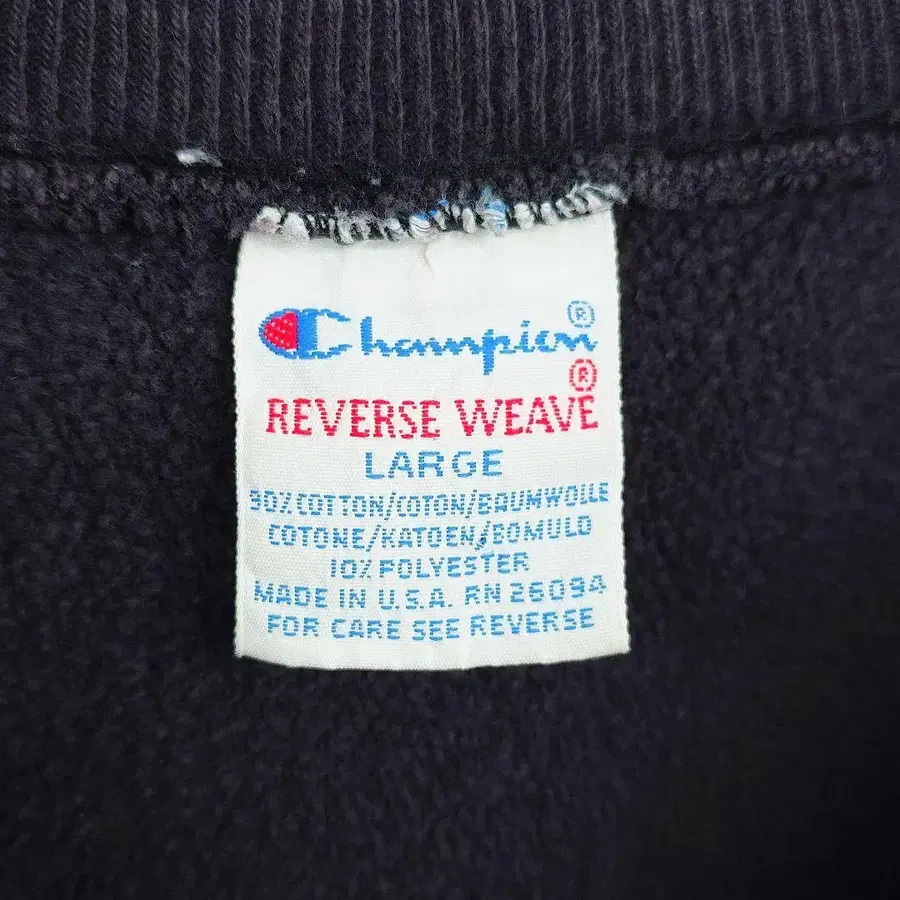 Champion ®
REVERSE WEAVE ®
LARGE
90% COTTON/COTON/BAUMWOLLE
COTONE/KATOEN/BOMULD
10% POLYESTER
MADE IN U.S.A. RN 26094
FOR CARE SEE REVERSE